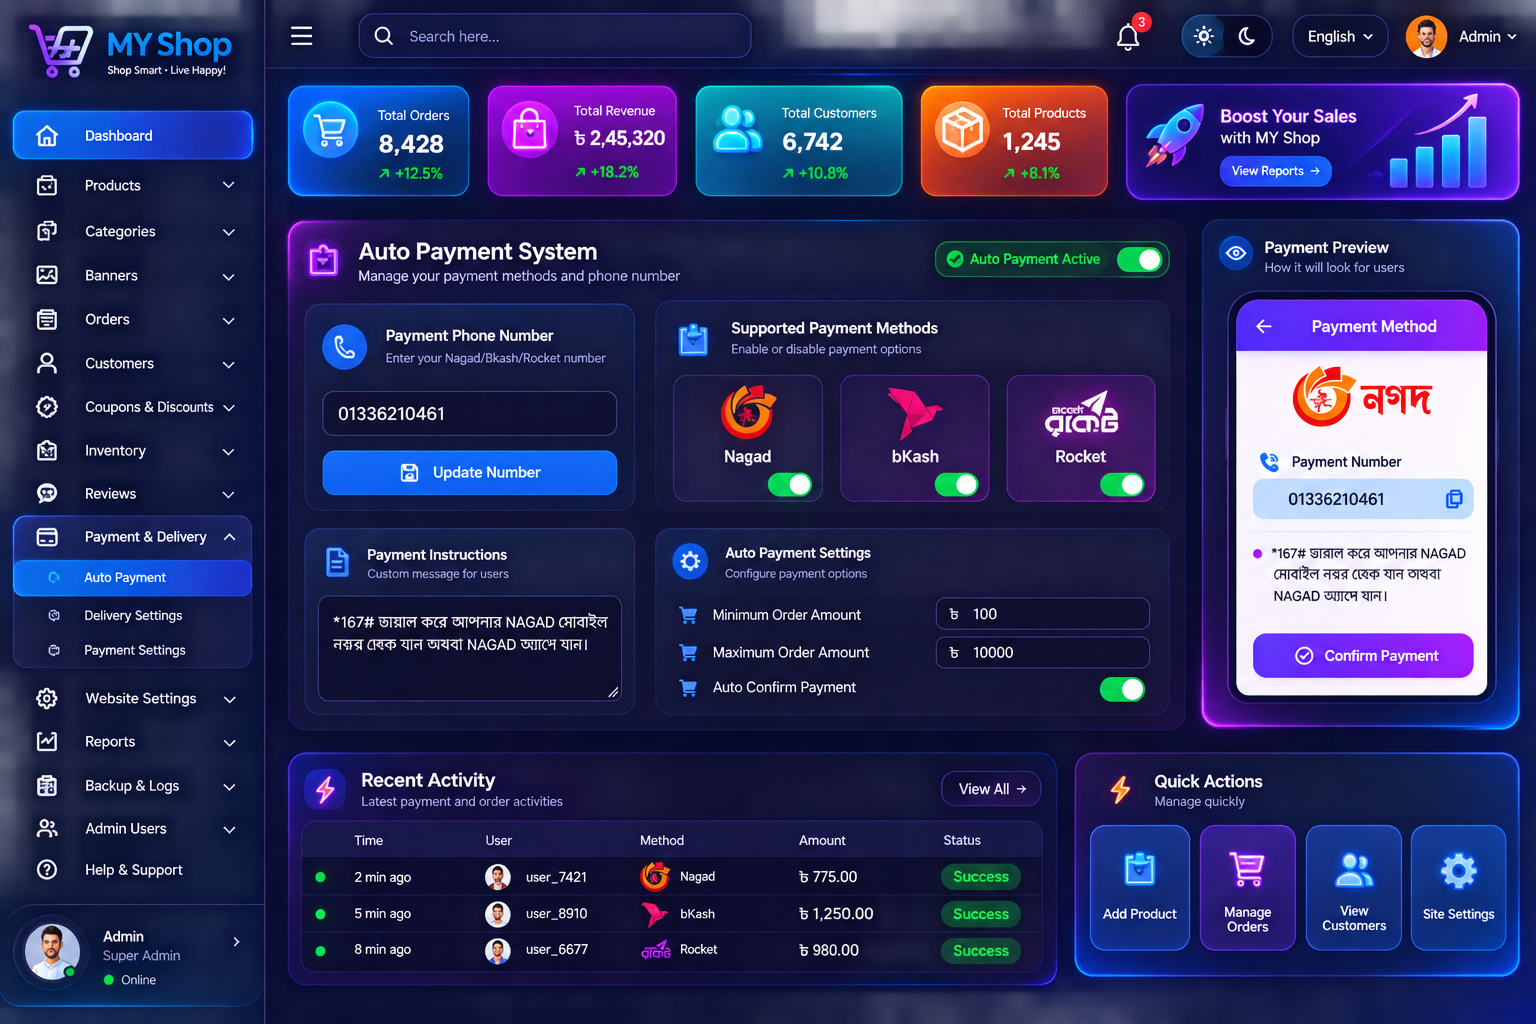 MY Shop
Shop Smart • Live Happy!
Search here...
3
English
Admin
Dashboard
Products
Categories
Banners
Orders
Customers
Coupons & Discounts
Inventory
Reviews
Payment & Delivery
Auto Payment
Delivery Settings
Payment Settings
Website Settings
Reports
Backup & Logs
Admin Users
Help & Support
Admin
Super Admin
Online
Total Orders
8,428
↗ +12.5%
Total Revenue
৳ 2,45,320
↗ +18.2%
Total Customers
6,742
↗ +10.8%
Total Products
1,245
↗ +8.1%
Boost Your Sales
with MY Shop
View Reports →
Auto Payment System
Manage your payment methods and phone number
Auto Payment Active
Payment Phone Number
Enter your Nagad/Bkash/Rocket number
01336210461
Update Number
Supported Payment Methods
Enable or disable payment options
Nagad
bKash
Rocket
Payment Instructions
Custom message for users
*167# ডায়াল করে আপনার NAGAD মোবাইল
যান অথবা NAGAD অ্যাপে যান।
Auto Payment Settings
Configure payment options
Minimum Order Amount
৳ 100
Maximum Order Amount
৳ 10000
Auto Confirm Payment
Payment Preview
How it will look for users
Payment Method
নগদ
Payment Number
01336210461
*167# ডায়াল করে আপনার NAGAD
মোবাইল যান অথবা
NAGAD অ্যাপে যান।
Confirm Payment
Recent Activity
Latest payment and order activities
View All →
Time User Method Amount Status
2 min ago user_7421 Nagad ৳ 775.00 Success
5 min ago user_8910 bKash ৳ 1,250.00 Success
8 min ago user_6677 Rocket ৳ 980.00 Success
Quick Actions
Manage quickly
Add Product
Manage
Orders
View
Customers
Site Settings